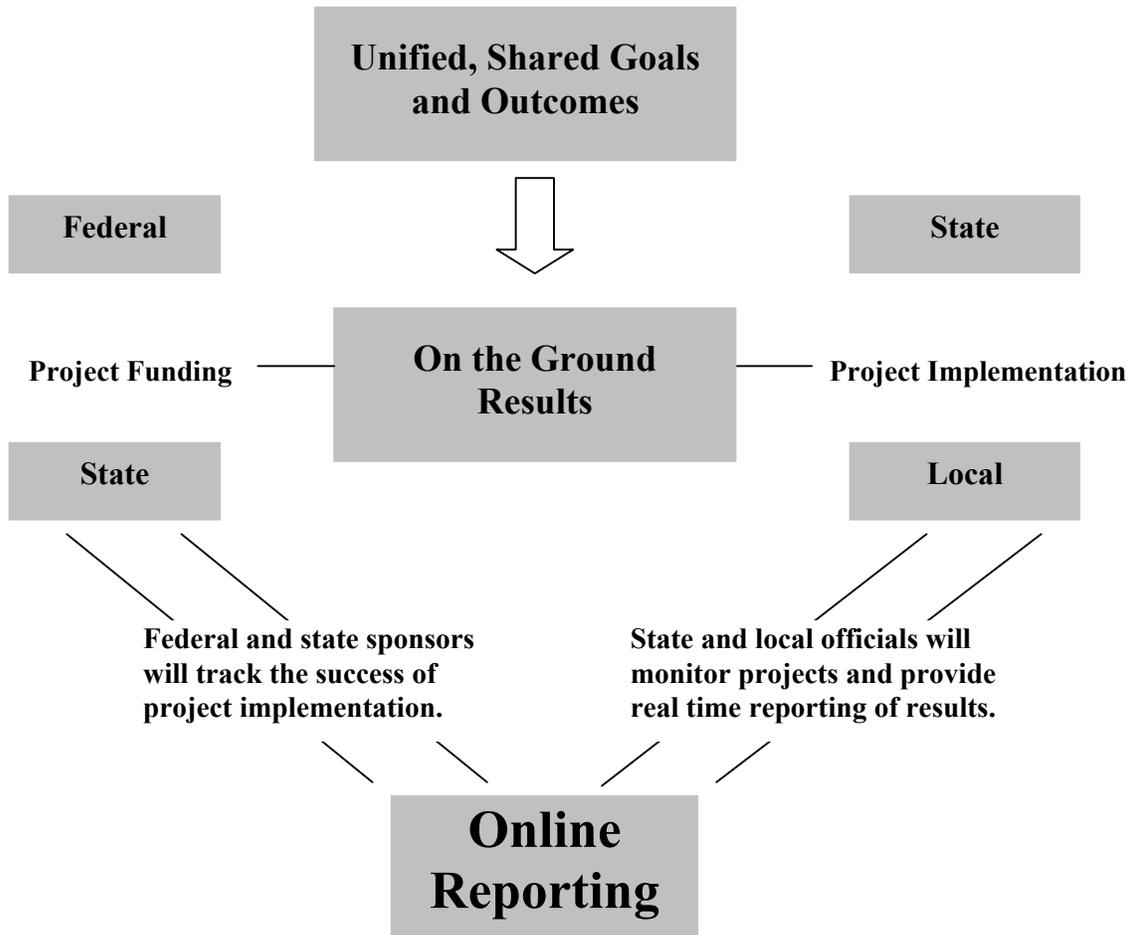 Unified, Shared Goals
and Outcomes
Federal
State
Project Funding
On the Ground
Results
Project Implementation
State
Local
Federal and state sponsors
will track the success of
project implementation.
State and local officials will
monitor projects and provide
real time reporting of results.
Online
Reporting